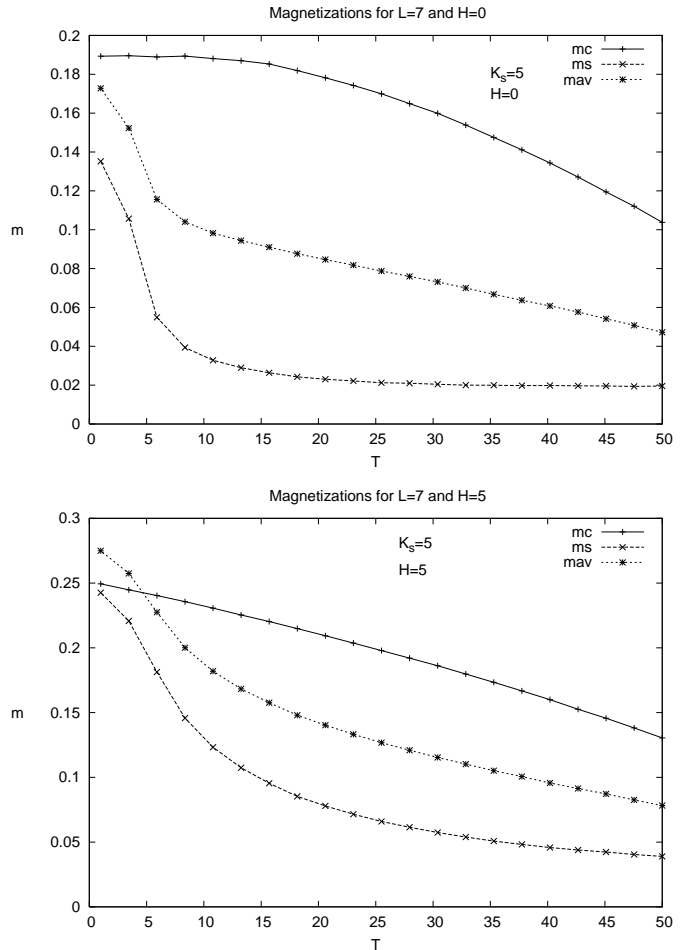 Magnetizations for L=7 and H=0
0.2
0.18
0.16
0.14
0.12
0.1
0.08
0.06
0.04
0.02
0
m
mc
ms
mav
K_s=5
H=0
0 5 10 15 20 25 30 35 40 45 50
T
Magnetizations for L=7 and H=5
0.3
0.25
0.2
0.15
0.1
0.05
0
m
mc
ms
mav
K_s=5
H=5
0 5 10 15 20 25 30 35 40 45 50
T